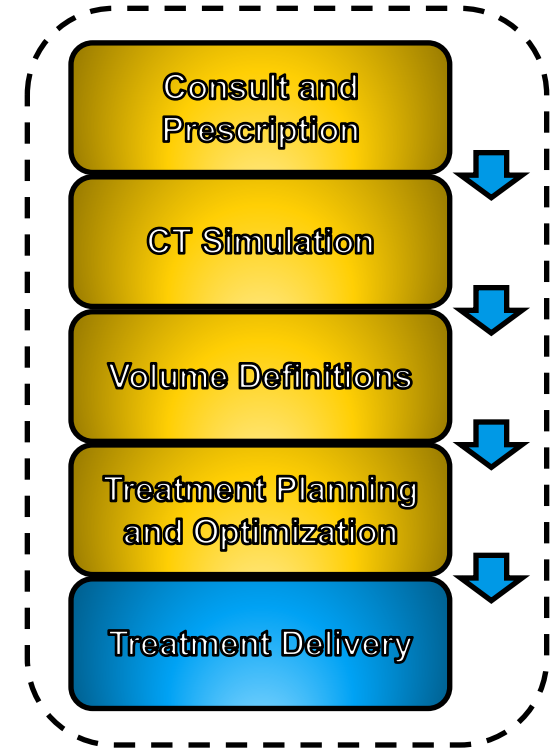 Consult and
Prescription
CT Simulation
Volume Definitions
Treatment Planning
and Optimization
Treatment Delivery